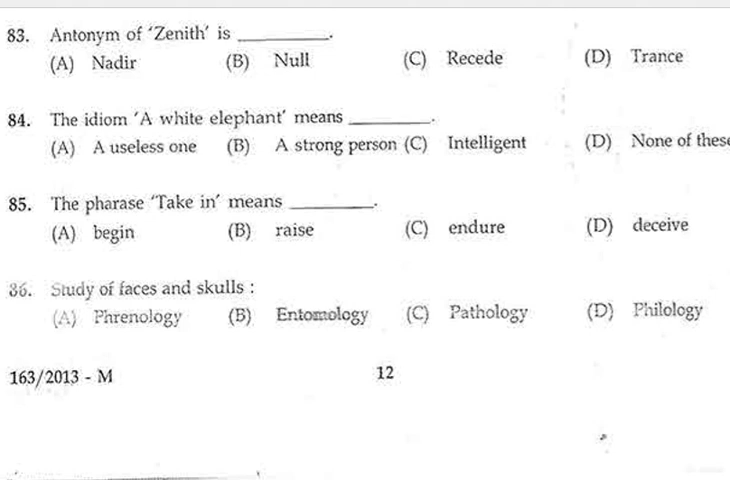 83. Antonym of ‘Zenith’ is ________.
(A) Nadir (B) Null (C) Recede (D) Trance
84. The idiom ‘A white elephant’ means ________.
(A) A useless one (B) A strong person (C) Intelligent (D) None of these
85. The pharase ‘Take in’ means ________.
(A) begin (B) raise (C) endure (D) deceive
86. Study of faces and skulls :
(A) Phrenology (B) Entomology (C) Pathology (D) Philology
163/2013 - M 12